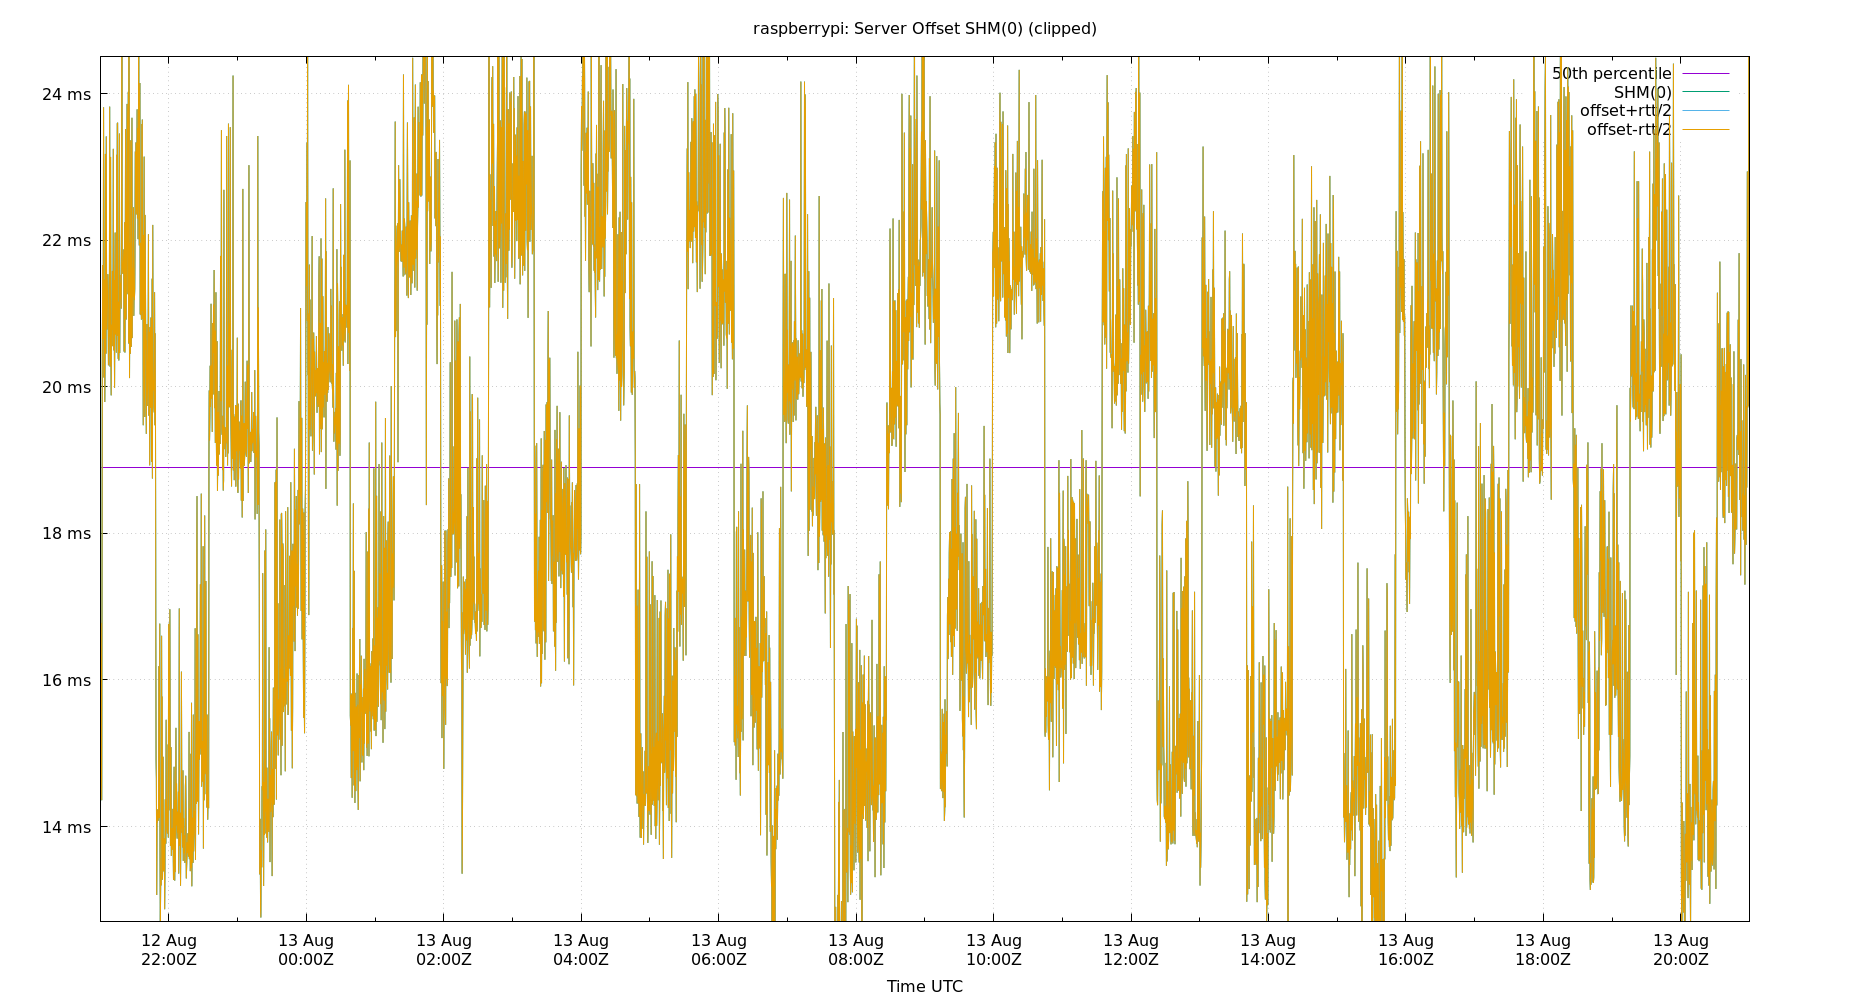 raspberrypi: Server Offset SHM(0) (clipped)
50th percentile
SHM(0)
offset+rtt/2
offset-rtt/2
24 ms
22 ms
20 ms
18 ms
16 ms
14 ms
12 Aug 13 Aug 13 Aug 13 Aug 13 Aug 13 Aug 13 Aug 13 Aug 13 Aug 13 Aug 13 Aug 13 Aug
22:00Z 00:00Z 02:00Z 04:00Z 06:00Z 08:00Z 10:00Z 12:00Z 14:00Z 16:00Z 18:00Z 20:00Z
Time UTC